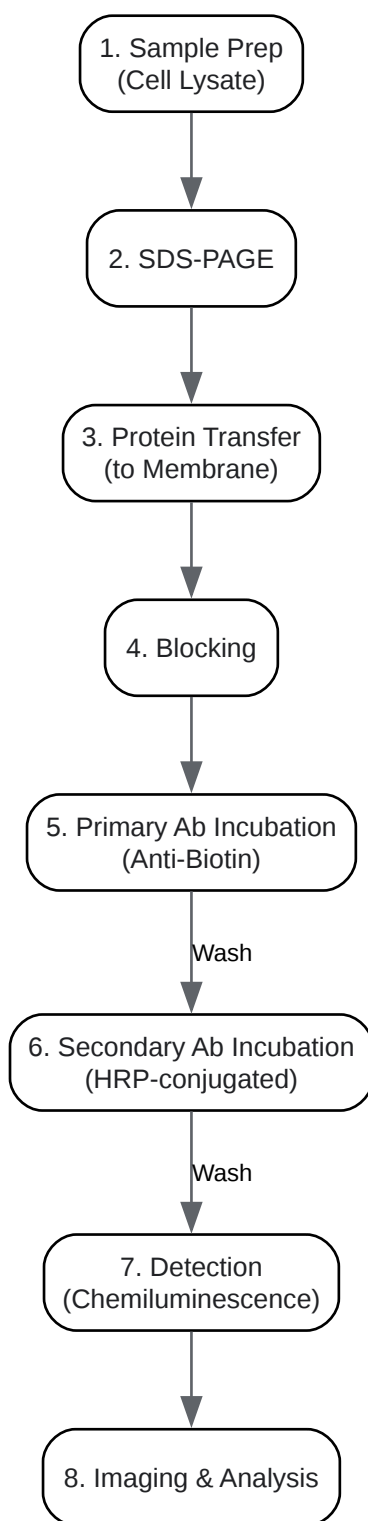 1. Sample Prep
(Cell Lysate)
2. SDS-PAGE
3. Protein Transfer
(to Membrane)
4. Blocking
5. Primary Ab Incubation
(Anti-Biotin)
Wash
6. Secondary Ab Incubation
(HRP-conjugated)
Wash
7. Detection
(Chemiluminescence)
8. Imaging & Analysis